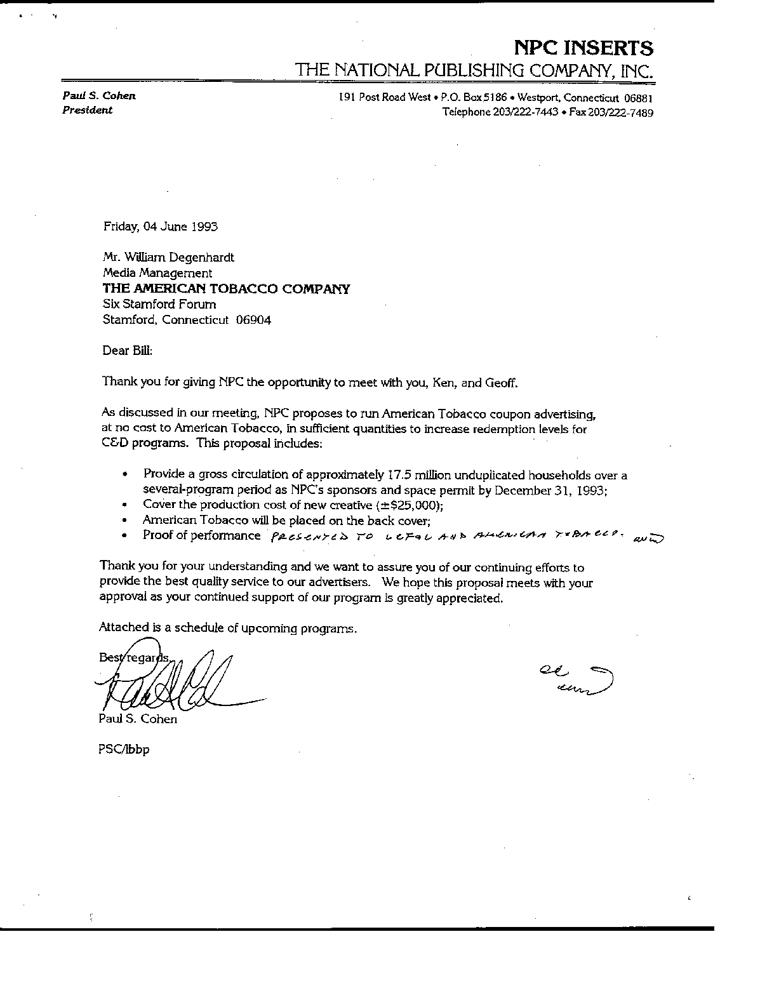 NPC INSERTS
THE NATIONAL PUBLISHING COMPANY, INC.
Paul S. Cohen
President
191 Post Road West • P.O. Box 5186 • Westport, Connecticut 06881
Telephone 203/222-7443 • Fax 203/222-7489
Friday, 04 June 1993
Mr. William Degenhardt
Media Management
THE AMERICAN TOBACCO COMPANY
Six Stamford Forum
Stamford, Connecticut 06904
Dear Bill:
Thank you for giving NPC the opportunity to meet with you, Ken, and Geoff.
As discussed in our meeting, NPC proposes to run American Tobacco coupon advertising,
at no cost to American Tobacco, in sufficient quantities to increase redemption levels for
C&D programs. This proposal includes:
• Provide a gross circulation of approximately 17.5 million unduplicated households over a
several-program period as NPC's sponsors and space permit by December 31, 1993;
• Cover the production cost of new creative (±$25,000);
• American Tobacco will be placed on the back cover;
• Proof of performance PRESENTED TO AND AMERICAN TOBACCO.
Thank you for your understanding and we want to assure you of our continuing efforts to
provide the best quality service to our advertisers. We hope this proposal meets with your
approval as your continued support of our program is greatly appreciated.
Attached is a schedule of upcoming programs.
Best regards,
Paul S. Cohen
PSC/lbbp